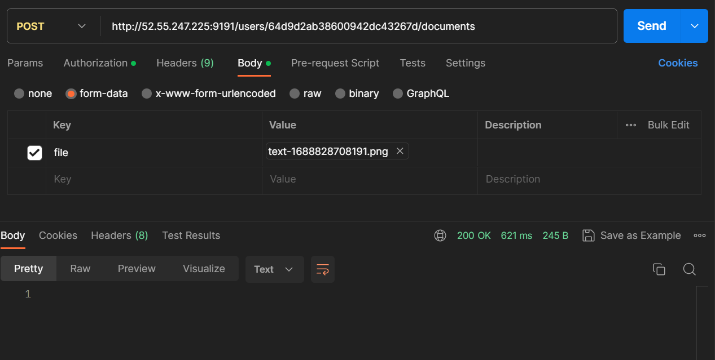 POST http://52.55.247.225:9191/users/64d9d2ab38600942dc43267d/documents Send
Params Authorization Headers (9) Body Pre-request Script Tests Settings Cookies
none form-data x-www-form-urlencoded raw binary GraphQL
Key Value Description ••• Bulk Edit
file text-1688828708191.png ×
Key Value Description
Body Cookies Headers (8) Test Results 200 OK 621 ms 245 B Save as Example
Pretty Raw Preview Visualize Text
1